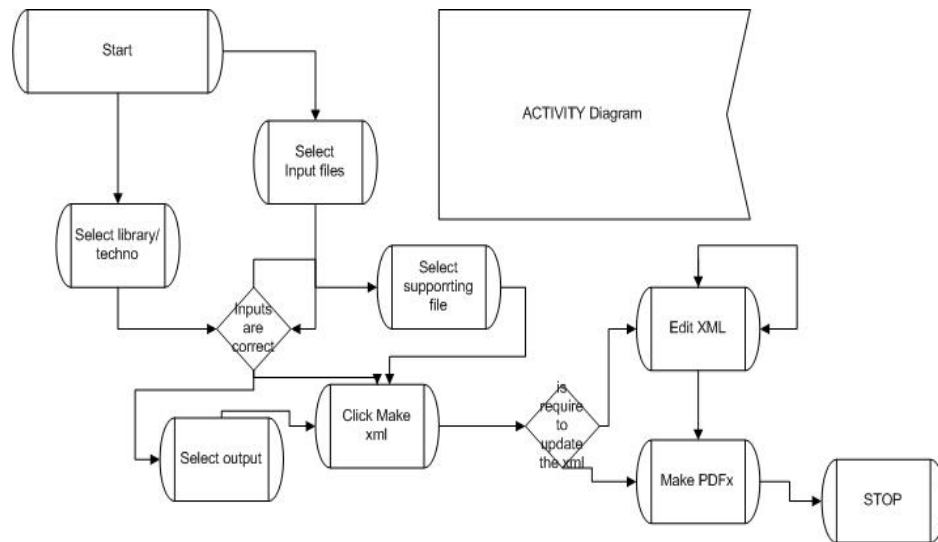 Start
ACTIVITY Diagram
Select
Input files
Select library/
techno
Select
supporrting
file
Inputs
are
correct
Edit XML
Click Make
xml
is
require
to
update
the xml
Select output
Make PDFx
STOP